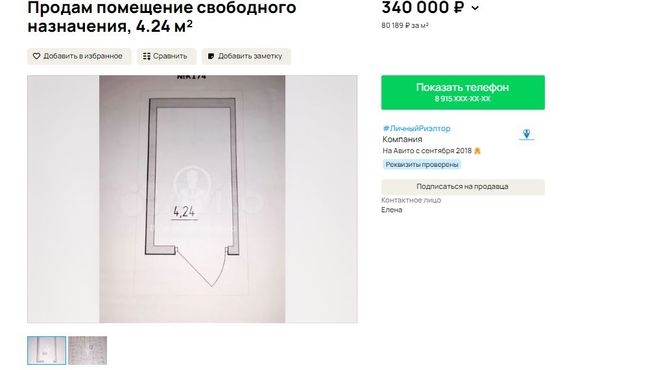 Продам помещение свободного
назначения, 4.24 м²
340 000 ₽
80 189 ₽ за м²
Добавить в избранное
Сравнить
Добавить заметку
4,24
Показать телефон
8 915 XXX-XX-XX
#ЛичныйРиэлтор
Компания
На Авито с сентября 2018
Реквизиты проверены
Подписаться на продавца
Контактное лицо
Елена